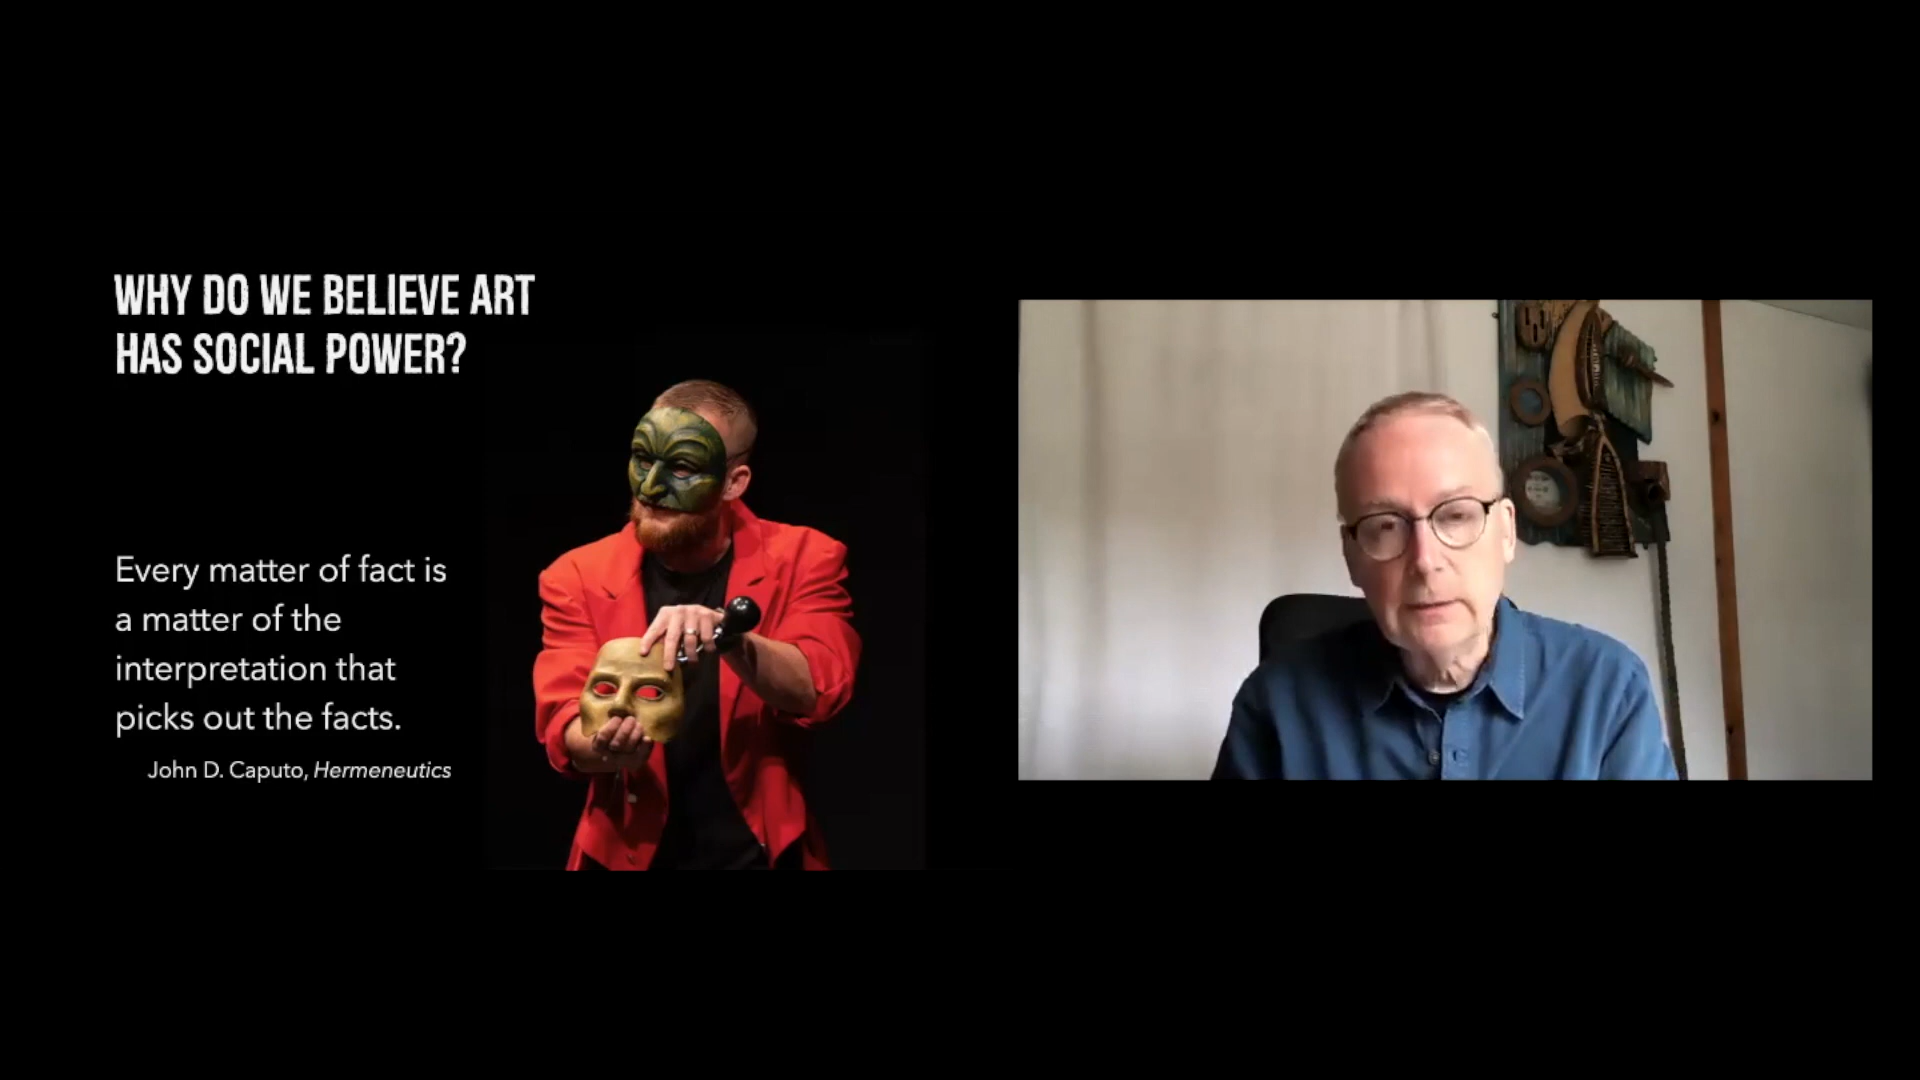 WHY DO WE BELIEVE ART
HAS SOCIAL POWER?
Every matter of fact is
a matter of the
interpretation that
picks out the facts.
John D. Caputo, Hermeneutics